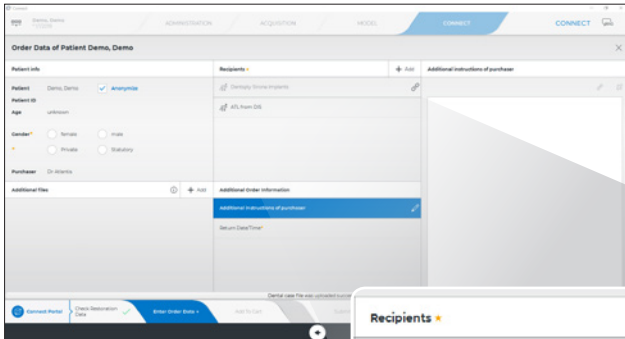 Connect
Demo, Demo
ADMINISTRATION
ACQUISITION
MODEL
CONNECT
CONNECT
Order Data of Patient Demo, Demo
Patient info
Recipients *
+ Add
Additional instructions of purchaser
Patient
Demo, Demo
Anonymize
Dentsply Sirona Implants
Patient ID
Age
unknown
ATL from DS
Gender*
female
male
*
Private
Statutory
Purchaser
Dr Atlantis
Additional files
+ Add
Additional Order Information
Additional instructions of purchaser
Return Date/Time*
Dental case file was uploaded
Connect Portal
Check Restoration Data
Enter Order Data
Add To Cart
Recipients *